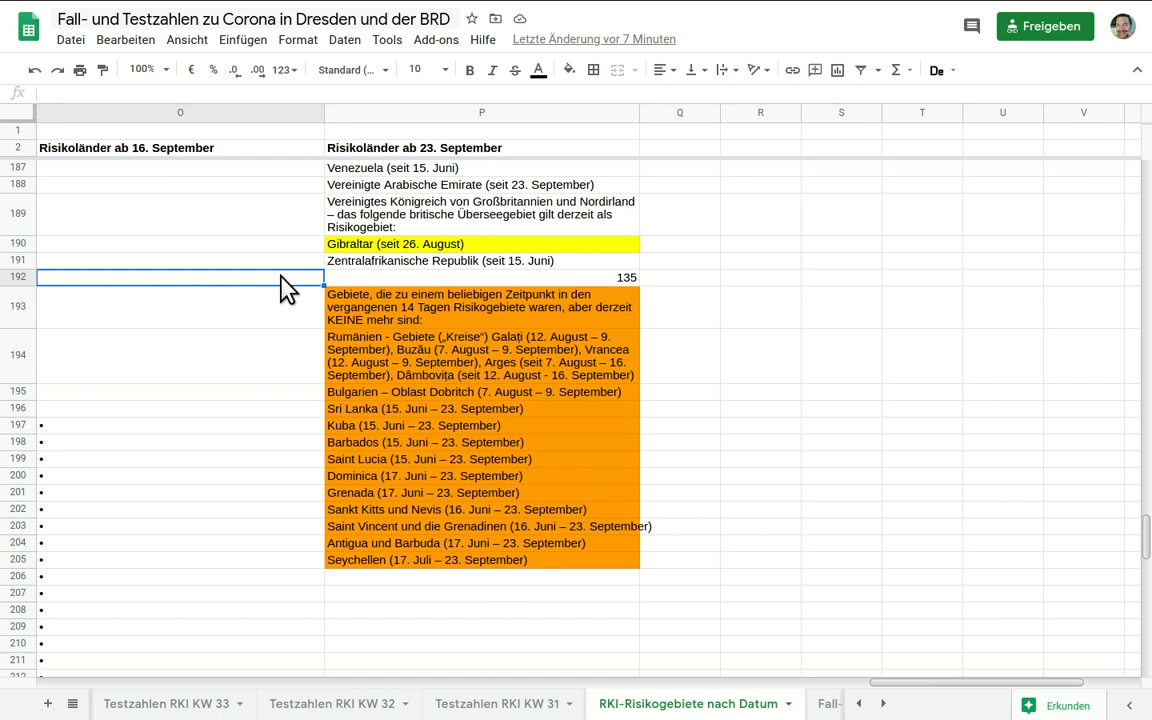 Fall- und Testzahlen zu Corona in Dresden und der BRD
Freigeben
Datei Bearbeiten Ansicht Einfügen Format Daten Tools Add-ons Hilfe Letzte Änderung vor 7 Minuten
100% € % .0 .00 123 Standard (... 10 B I S A Σ De
fx
O P Q R S T U V
1
2 Risikoländer ab 16. September Risikoländer ab 23. September
187 Venezuela (seit 15. Juni)
188 Vereinigte Arabische Emirate (seit 23. September)
189 Vereinigtes Königreich von Großbritannien und Nordirland
– das folgende britische Überseegebiet gilt derzeit als
Risikogebiet:
190 Gibraltar (seit 26. August)
191 Zentralafrikanische Republik (seit 15. Juni)
192 135
193 Gebiete, die zu einem beliebigen Zeitpunkt in den
vergangenen 14 Tagen Risikogebiete waren, aber derzeit
KEINE mehr sind:
194 Rumänien - Gebiete („Kreise“) Galați (12. August – 9.
September), Buzău (7. August – 9. September), Vrancea
(12. August – 9. September), Arges (seit 7. August – 16.
September), Dâmbovița (seit 12. August - 16. September)
195 Bulgarien – Oblast Dobritch (7. August – 9. September)
196 Sri Lanka (15. Juni – 23. September)
197 • Kuba (15. Juni – 23. September)
198 • Barbados (15. Juni – 23. September)
199 • Saint Lucia (15. Juni – 23. September)
200 • Dominica (17. Juni – 23. September)
201 • Grenada (17. Juni – 23. September)
202 • Sankt Kitts und Nevis (16. Juni – 23. September)
203 • Saint Vincent und die Grenadinen (16. Juni – 23. September)
204 • Antigua und Barbuda (17. Juni – 23. September)
205 • Seychellen (17. Juli – 23. September)
206 •
207 •
208 •
209 •
210 •
211 •
212
Testzahlen RKI KW 33 Testzahlen RKI KW 32 Testzahlen RKI KW 31 RKI-Risikogebiete nach Datum Fall- Erkunden